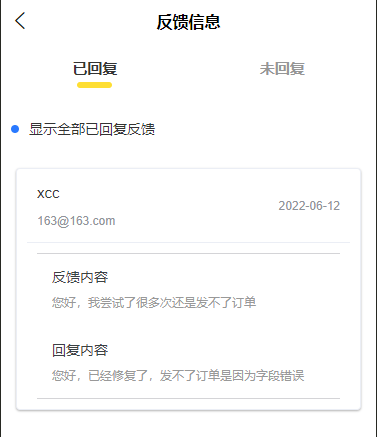 反馈信息
已回复
未回复
显示全部已回复反馈
xcc
2022-06-12
163@163.com
反馈内容
您好，我尝试了很多次还是发不了订单
回复内容
您好，已经修复了，发不了订单是因为字段错误